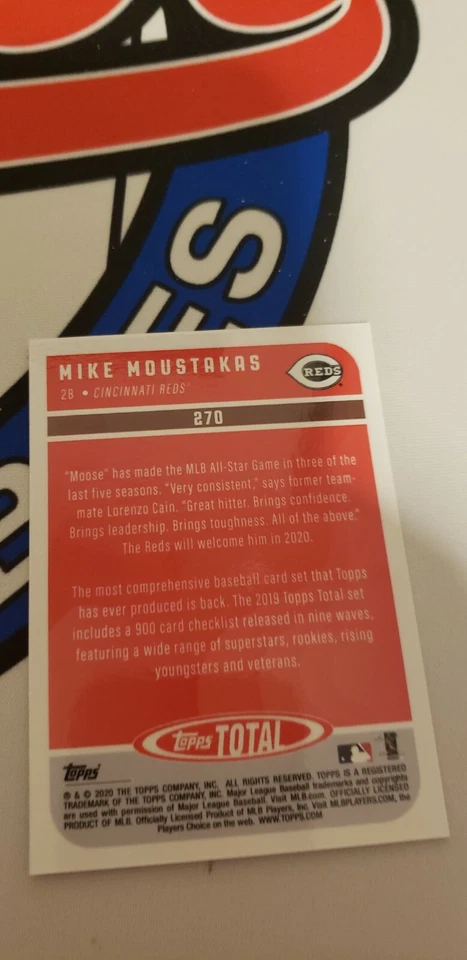 ES
MIKE MOUSTAKAS
REDS
2B • CINCINNATI REDS
270
"Moose" has made the MLB All-Star Game in three of the
last five seasons. "Very consistent," says former team-
mate Lorenzo Cain. "Great hitter. Brings confidence.
Brings leadership. Brings toughness. All of the above."
The Reds will welcome him in 2020.
The most comprehensive baseball card set that Topps
has ever produced is back. The 2019 Topps Total set
includes a 900 card checklist released in nine waves,
featuring a wide range of superstars, rookies, rising
youngsters and veterans.
topps TOTAL
topps
® & © 2020 THE TOPPS COMPANY, INC. ALL RIGHTS RESERVED. TOPPS IS A REGISTERED
TRADEMARK OF THE TOPPS COMPANY, INC. Major League Baseball trademarks and copyrights
are used with permission of Major League Baseball. Visit MLB.com. OFFICIALLY LICENSED
PRODUCT OF MLB. Officially Licensed Product of MLB Players, Inc. Visit MLBPLAYERS.COM, the
Players Choice on the web. WWW.TOPPS.COM